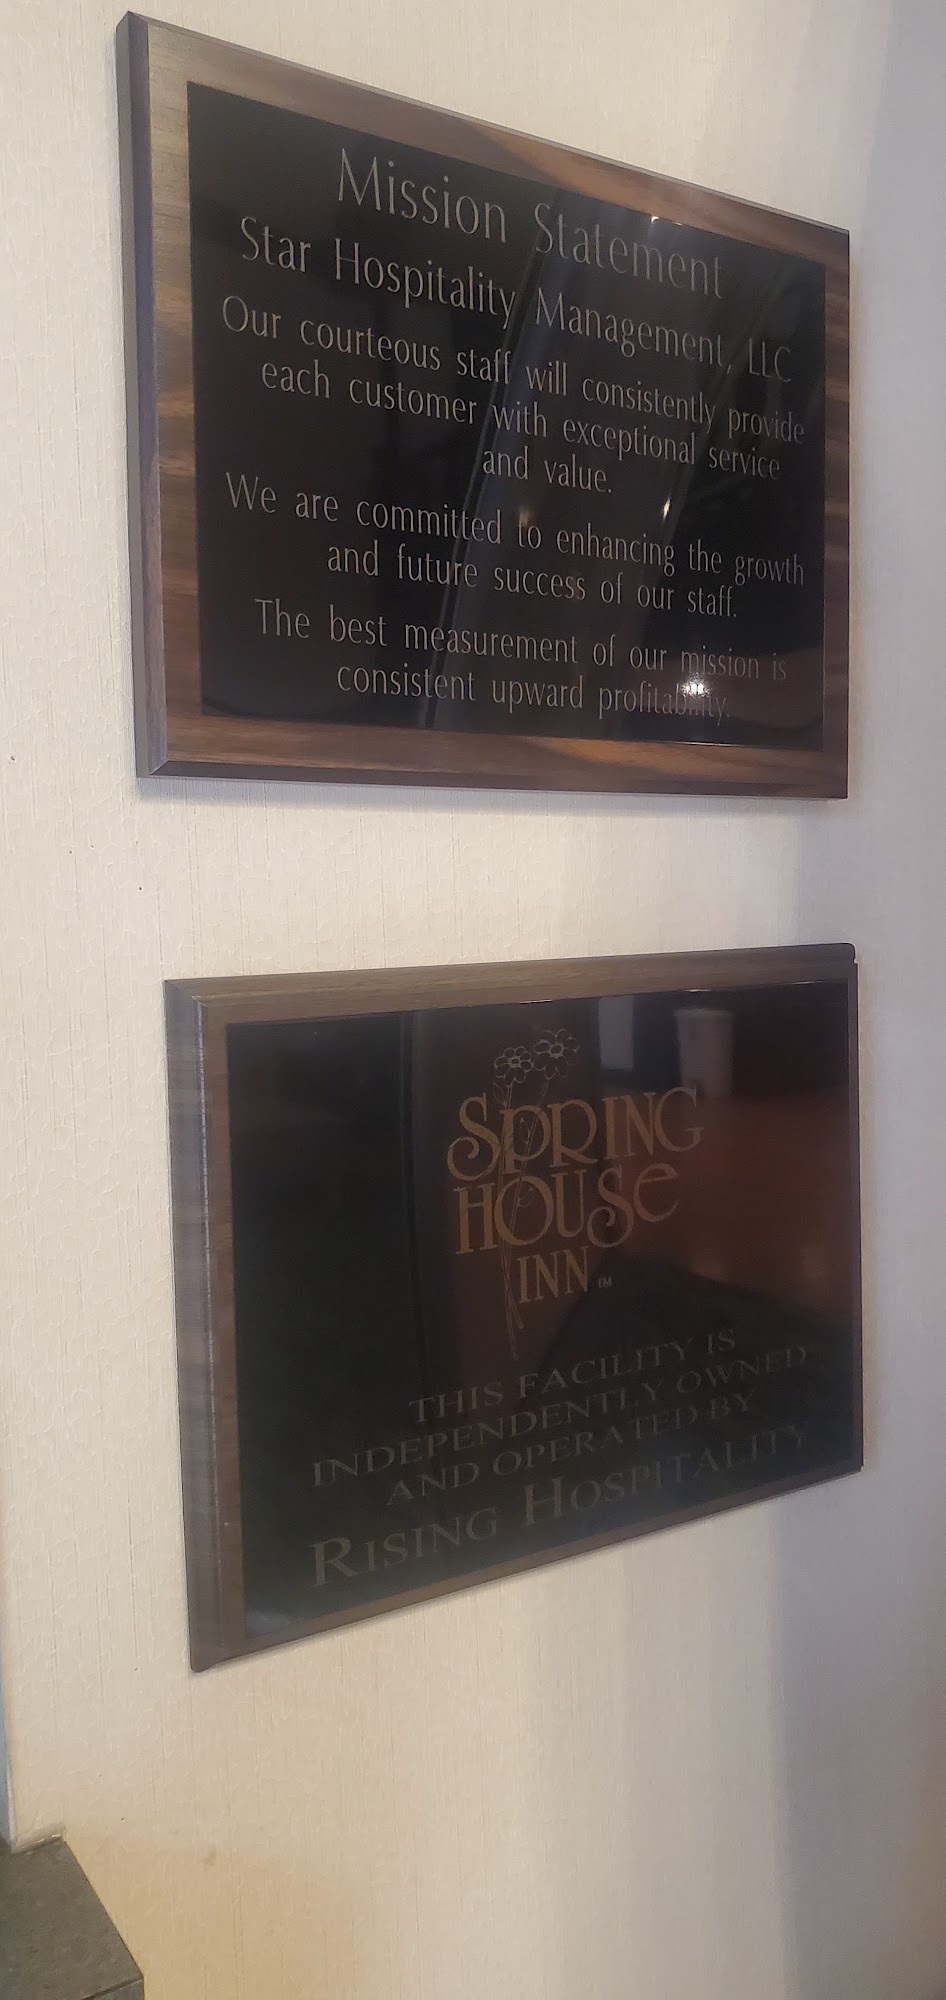 Mission Statement
Star Hospitality Management, LLC
Our courteous staff will consistently provide
each customer with exceptional service
and value.
We are committed to enhancing the growth
and future success of our staff.
The best measurement of our mission is
consistent upward profitability.
SPRING
HOUSE
INN TM
THIS FACILITY IS
INDEPENDENTLY OWNED
AND OPERATED BY
RISING HOSPITALITY